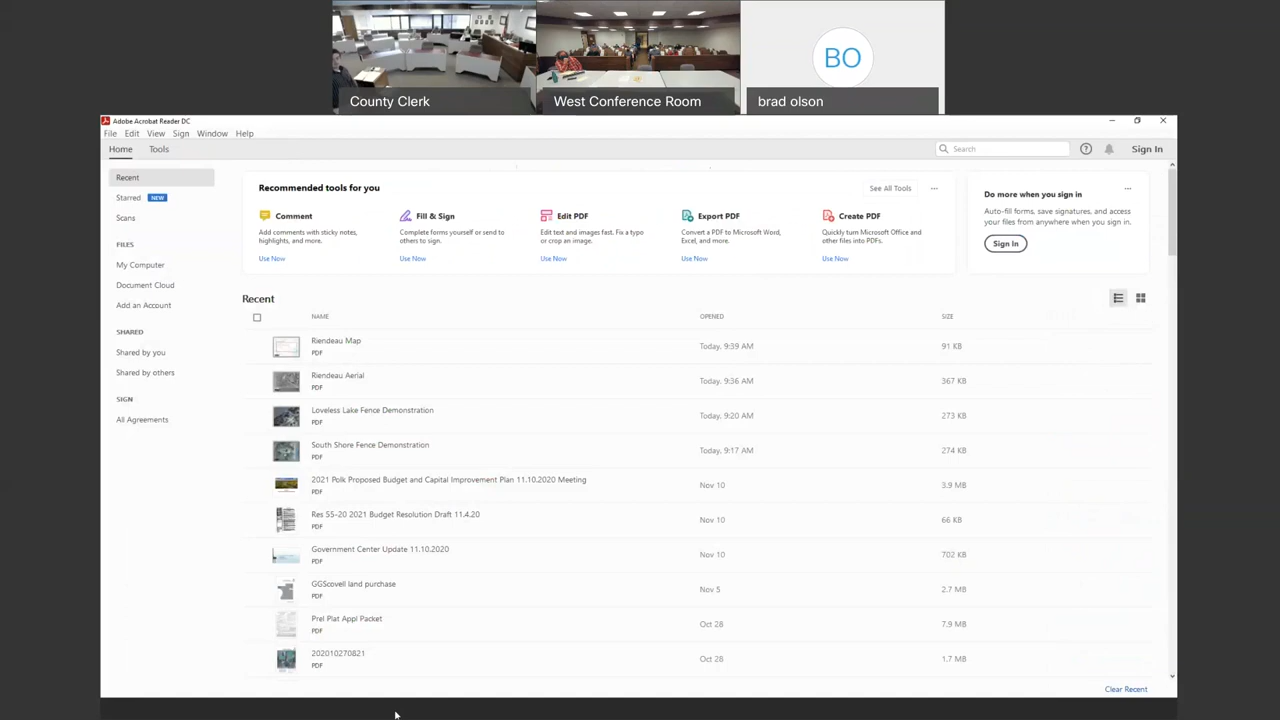 County Clerk
West Conference Room
BO
brad olson
Adobe Acrobat Reader DC
File Edit View Sign Window Help
Home Tools
Search
? Sign In
Recent
Starred NEW
Scans
FILES
My Computer
Document Cloud
Add an Account
SHARED
Shared by you
Shared by others
SIGN
All Agreements
Recommended tools for you
See All Tools
Comment
Add comments with sticky notes,
highlights, and more.
Use Now
Fill & Sign
Complete forms yourself or send to
others to sign.
Use Now
Edit PDF
Edit text and images fast. Fix a typo
or crop an image.
Use Now
Export PDF
Convert a PDF to Microsoft Word,
Excel, and more.
Use Now
Create PDF
Quickly turn Microsoft Office and
other files into PDFs.
Use Now
Do more when you sign in
Auto-fill forms, save signatures, and access
your files from anywhere when you sign in.
Sign In
Recent
NAME OPENED SIZE
Riendeau Map
PDF
Today, 9:39 AM 91 KB
Riendeau Aerial
PDF
Today, 9:36 AM 367 KB
Loveless Lake Fence Demonstration
PDF
Today, 9:20 AM 273 KB
South Shore Fence Demonstration
PDF
Today, 9:17 AM 274 KB
2021 Polk Proposed Budget and Capital Improvement Plan 11.10.2020 Meeting
PDF
Nov 10 3.9 MB
Res 55-20 2021 Budget Resolution Draft 11.4.20
PDF
Nov 10 66 KB
Government Center Update 11.10.2020
PDF
Nov 10 702 KB
GGScovell land purchase
PDF
Nov 5 2.7 MB
Prel Plat Appl Packet
PDF
Oct 28 7.9 MB
202010270821
PDF
Oct 28 1.7 MB
Clear Recent